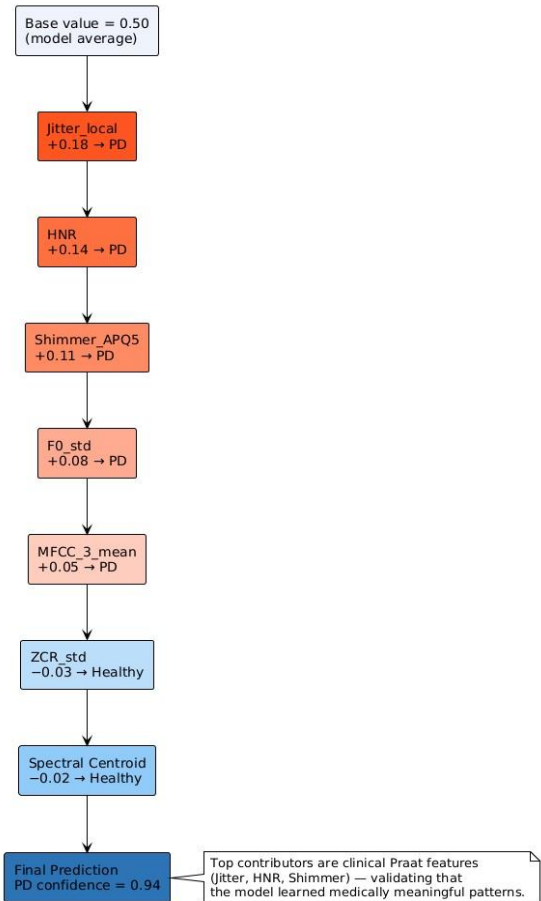 Base value = 0.50
(model average)
Jitter_local
+0.18 → PD
HNR
+0.14 → PD
Shimmer_APQ5
+0.11 → PD
F0_std
+0.08 → PD
MFCC_3_mean
+0.05 → PD
ZCR_std
−0.03 → Healthy
Spectral Centroid
−0.02 → Healthy
Final Prediction
PD confidence = 0.94
Top contributors are clinical Praat features
(Jitter, HNR, Shimmer) — validating that
the model learned medically meaningful patterns.